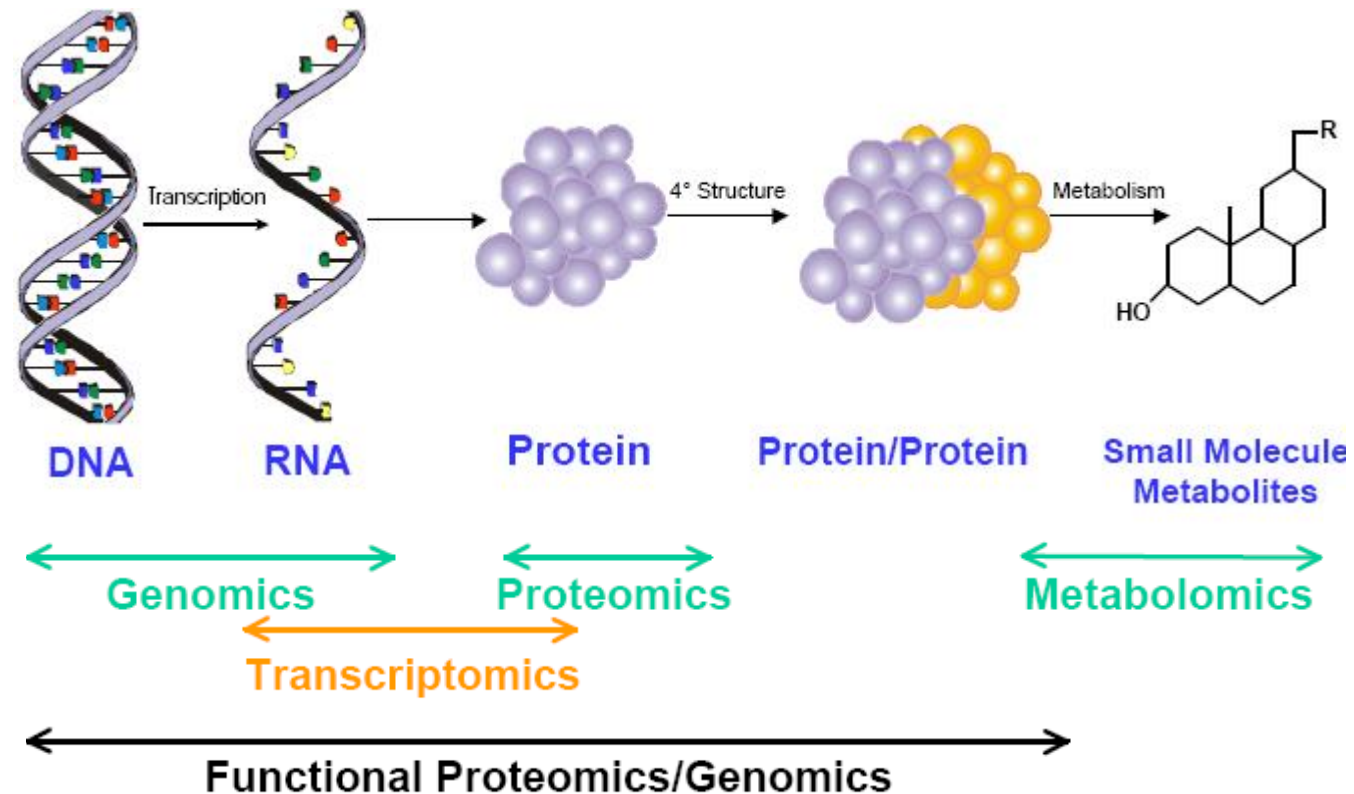 Transcription
4° Structure
Metabolism
R
HO
DNA
RNA
Protein
Protein/Protein
Small Molecule
Metabolites
Genomics
Proteomics
Metabolomics
Transcriptomics
Functional Proteomics/Genomics